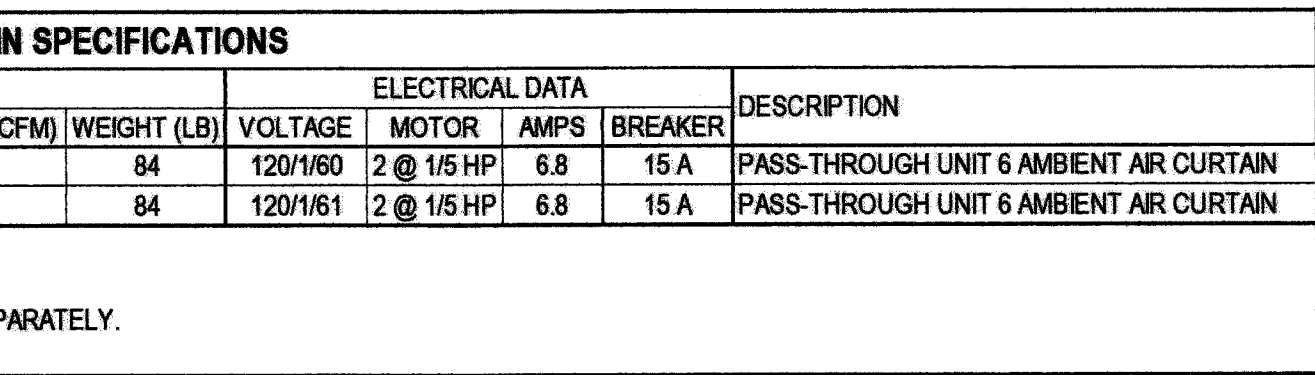 IN SPECIFICATIONS
ELECTRICAL DATA
DESCRIPTION
CFM) WEIGHT (LB) VOLTAGE MOTOR AMPS BREAKER
84 120/1/60 2 @ 1/5 HP 6.8 15 A PASS-THROUGH UNIT 6 AMBIENT AIR CURTAIN
84 120/1/61 2 @ 1/5 HP 6.8 15 A PASS-THROUGH UNIT 6 AMBIENT AIR CURTAIN
PARATELY.